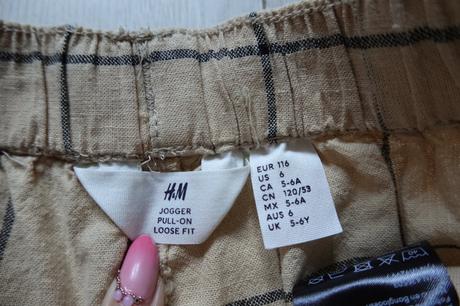 H&M
JOGGER
PULL-ON
LOOSE FIT
EUR 116
US 6
CA 5-6A
CN 120/53
MX 5-6A
AUS 6
UK 5-6Y